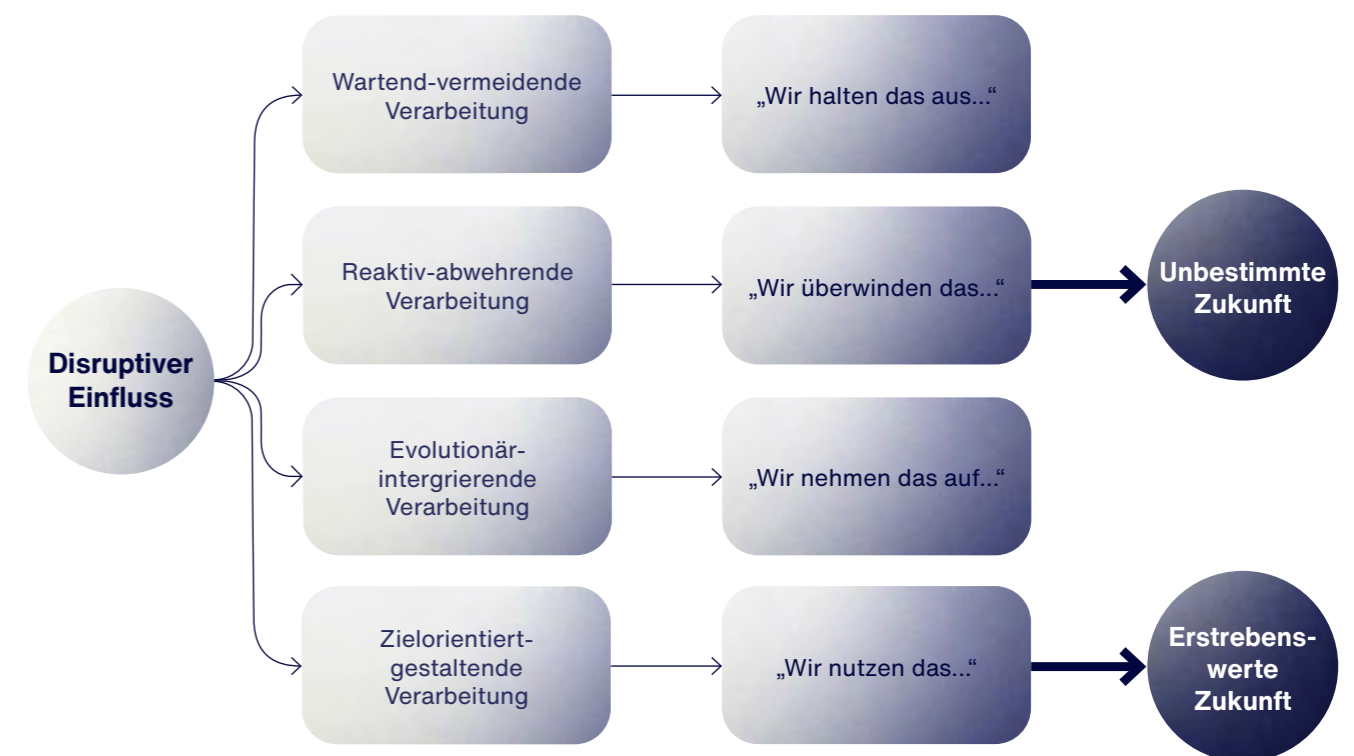 Disruptiver
Einfluss
Wartend-vermeidende
Verarbeitung
„Wir halten das aus...“
Reaktiv-abwehrende
Verarbeitung
„Wir überwinden das...“
Unbestimmte
Zukunft
Evolutionär-
intergrierende
Verarbeitung
„Wir nehmen das auf...“
Zielorientiert-
gestaltende
Verarbeitung
„Wir nutzen das...“
Erstrebens-
werte
Zukunft